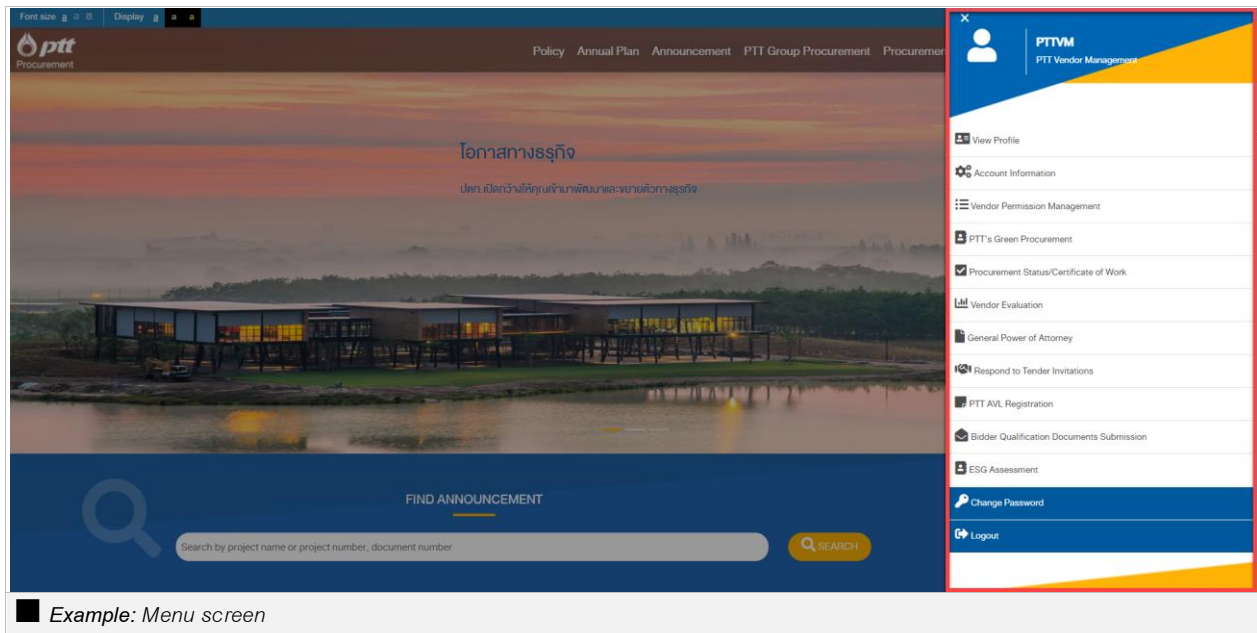 Font size a a a Display a a a
ptt
Procurement
Policy Annual Plan Announcement PTT Group Procurement Procuremen
โอกาสทางธุรกิจ
ปตท.เปิดกว้างให้คุณเข้ามาพัฒนาและขยายตัวทางธุรกิจ
FIND ANNOUNCEMENT
Search by project name or project number, document number
SEARCH
×
PTTVM
PTT Vendor Management
View Profile
Account Information
Vendor Permission Management
PTT's Green Procurement
Procurement Status/Certificate of Work
Vendor Evaluation
General Power of Attorney
Respond to Tender Invitations
PTT AVL Registration
Bidder Qualification Documents Submission
ESG Assessment
Change Password
Logout
Example: Menu screen